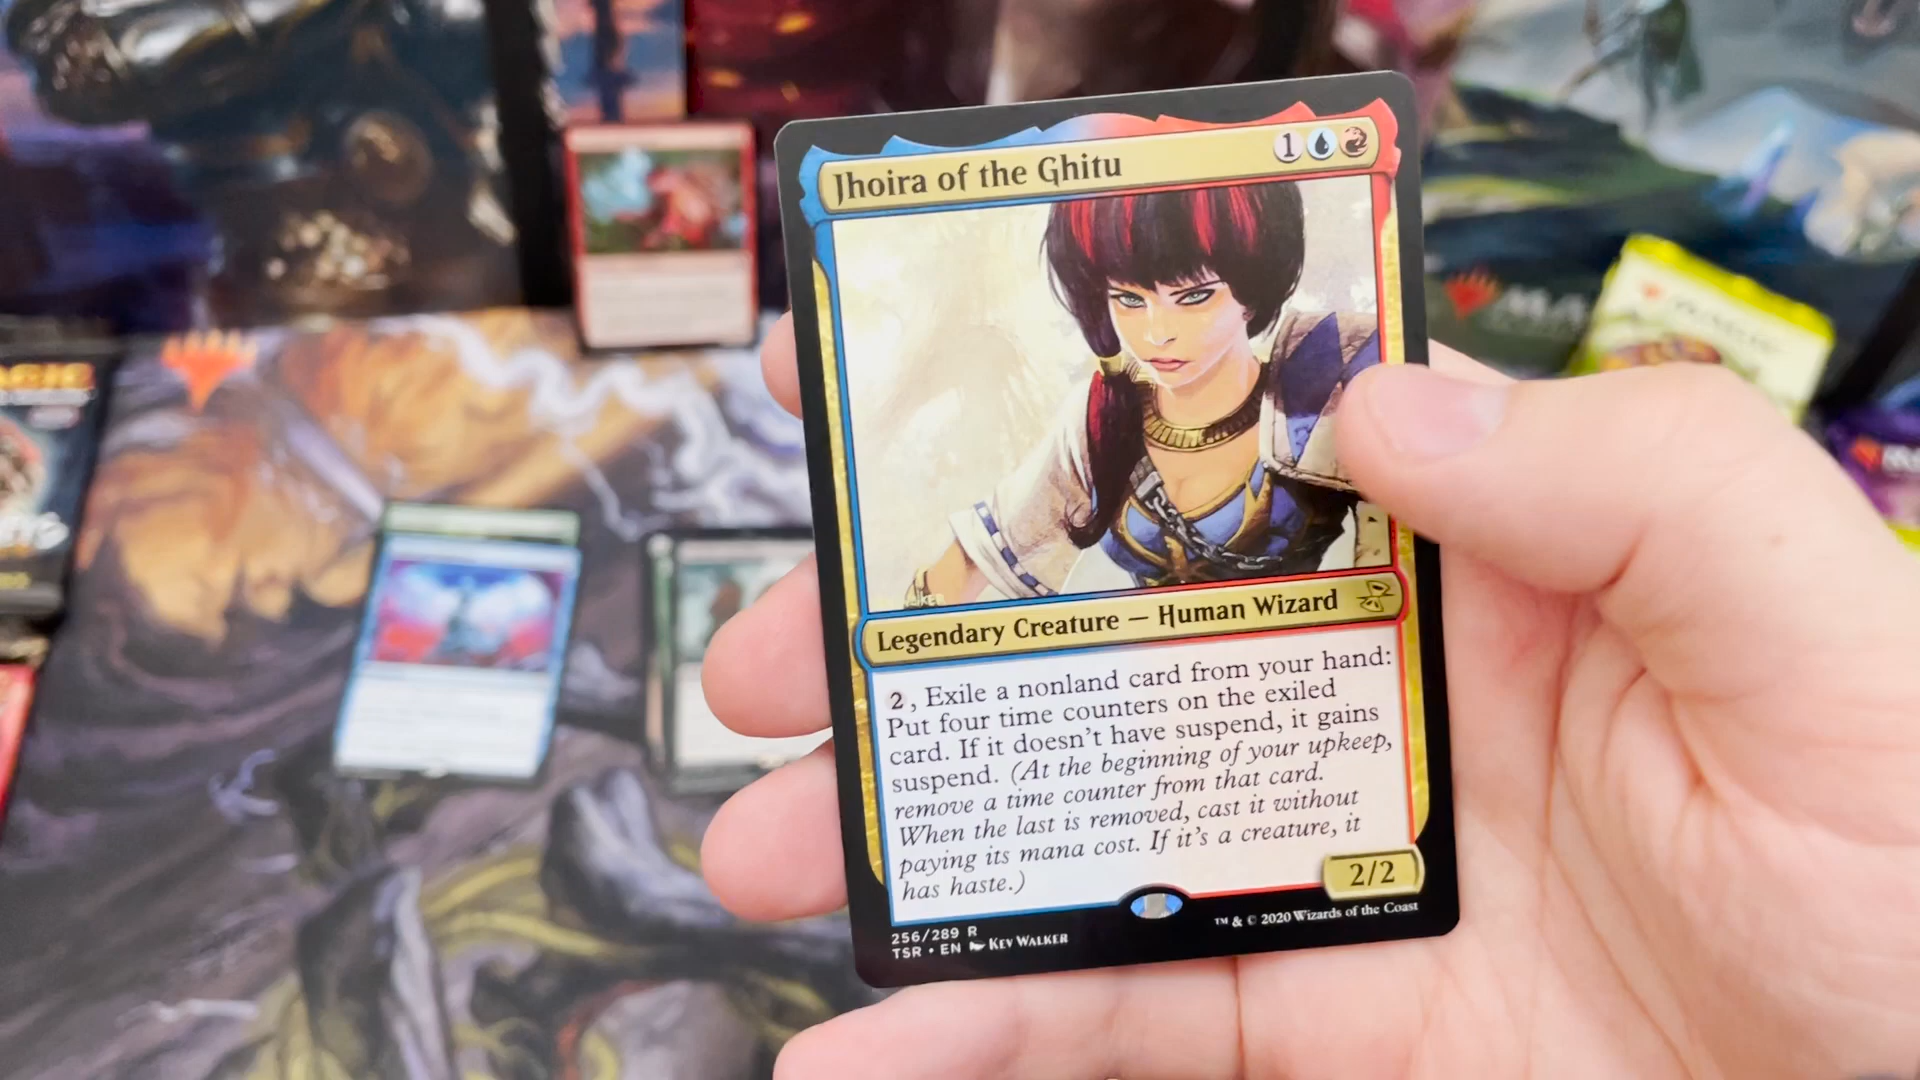 Jhoira of the Ghitu
1
Legendary Creature — Human Wizard
2, Exile a nonland card from your hand:
Put four time counters on the exiled
card. If it doesn't have suspend, it gains
suspend. (At the beginning of your upkeep,
remove a time counter from that card.
When the last is removed, cast it without
paying its mana cost. If it's a creature, it
has haste.)
2/2
256/289 R
TSR • EN Kev Walker
™ & © 2020 Wizards of the Coast